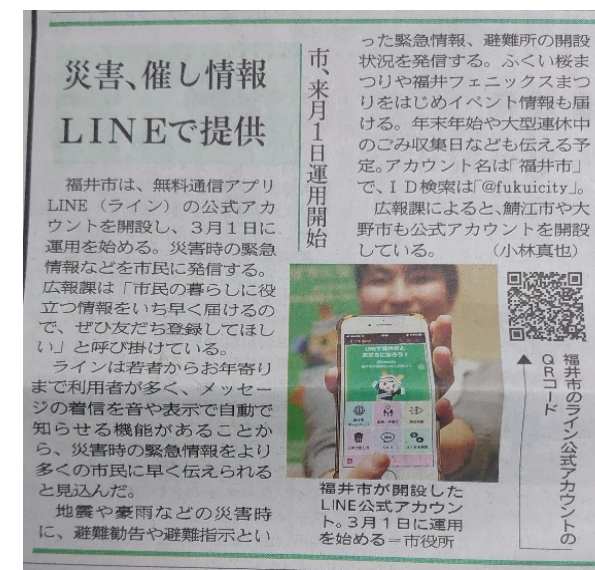 災害、催し情報
LINEで提供
市、来月1日運用開始
福井市は、無料通信アプリ
LINE（ライン）の公式アカ
ウントを開設し、3月1日に
運用を始める。災害時の緊急
情報などを市民に発信する。
広報課は「市民の暮らしに役
立つ情報をいち早く届けるの
で、ぜひ友だち登録してほし
い」と呼び掛けている。
ラインは若者からお年寄り
まで利用者が多く、メッセー
ジの着信を音や表示で自動で
知らせる機能があることか
ら、災害時の緊急情報をより
多くの市民に早く伝えられる
と見込んだ。
地震や豪雨などの災害時
に、避難勧告や避難指示とい
った緊急情報、避難所の開設
状況を発信する。ふくい桜ま
つりや福井フェニックスまつ
りをはじめイベント情報も届
ける。年末年始や大型連休中
のごみ収集日なども伝える予
定。アカウント名は「福井市」
で、ＩＤ検索は「@fukuicity」。
広報課によると、鯖江市や大
野市も公式アカウントを開設
している。（小林真也）
LINEで福井市と
友だちになろう！
福井市が開設した
LINE公式アカウン
ト。3月1日に運用
を始める＝市役所
福井市のライン公式アカウントの
QRコード